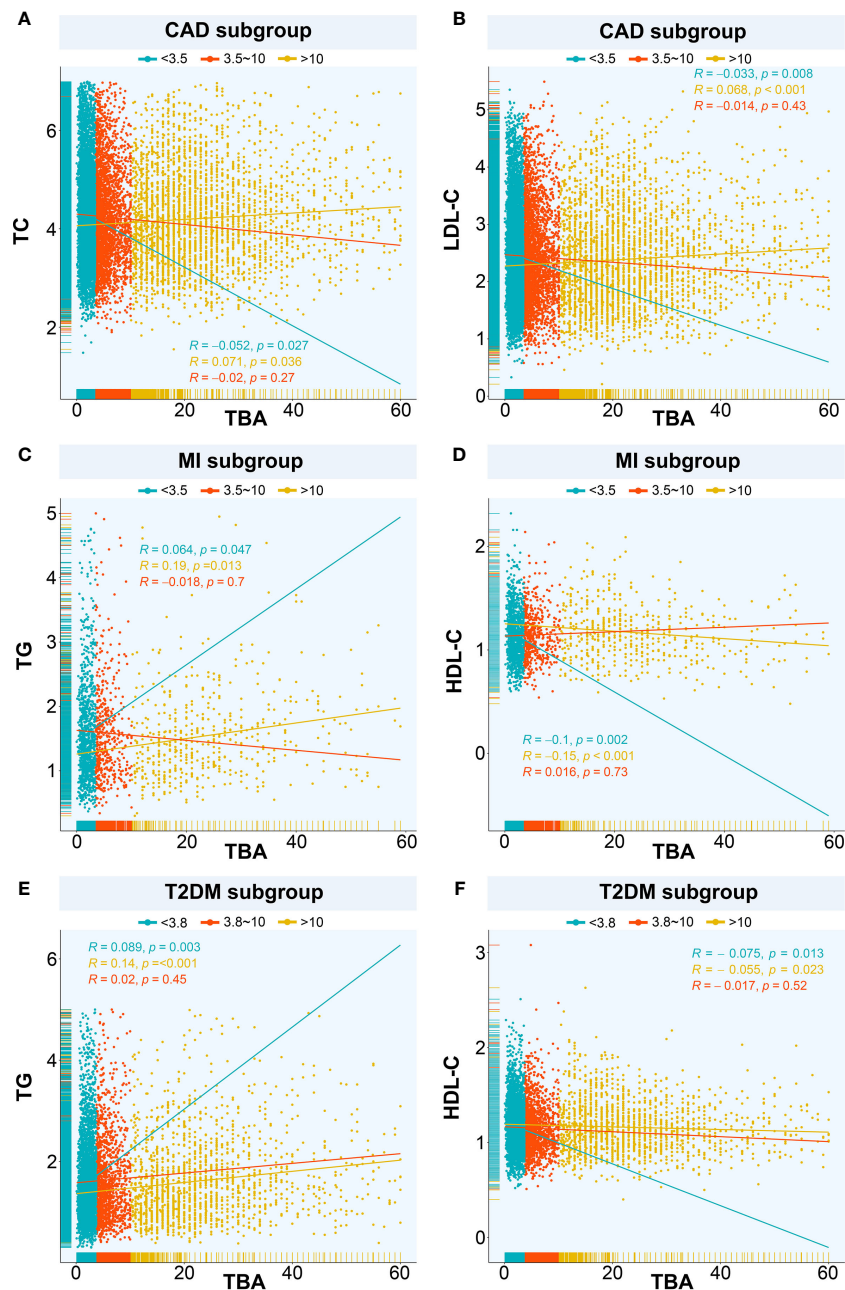 A
CAD subgroup
<3.5 3.5~10 >10
TC
6
4
2
R = −0.052, p = 0.027
R = 0.071, p = 0.036
R = −0.02, p = 0.27
0 20 40 60
TBA
B
CAD subgroup
<3.5 3.5~10 >10
R = −0.033, p = 0.008
R = 0.068, p < 0.001
R = −0.014, p = 0.43
LDL-C
5
4
3
2
1
0
0 20 40 60
TBA
C
MI subgroup
<3.5 3.5~10 >10
R = 0.064, p = 0.047
R = 0.19, p =0.013
R = −0.018, p = 0.7
TG
5
4
3
2
1
0 20 40 60
TBA
D
MI subgroup
<3.5 3.5~10 >10
HDL-C
2
1
0
R = −0.1, p = 0.002
R = −0.15, p < 0.001
R = 0.016, p = 0.73
0 20 40 60
TBA
E
T2DM subgroup
<3.8 3.8~10 >10
R = 0.089, p = 0.003
R = 0.14, p =<0.001
R = 0.02, p = 0.45
TG
6
4
2
0 20 40 60
TBA
F
T2DM subgroup
<3.8 3.8~10 >10
R = − 0.075, p = 0.013
R = − 0.055, p = 0.023
R = − 0.017, p = 0.52
HDL-C
3
2
1
0
0 20 40 60
TBA